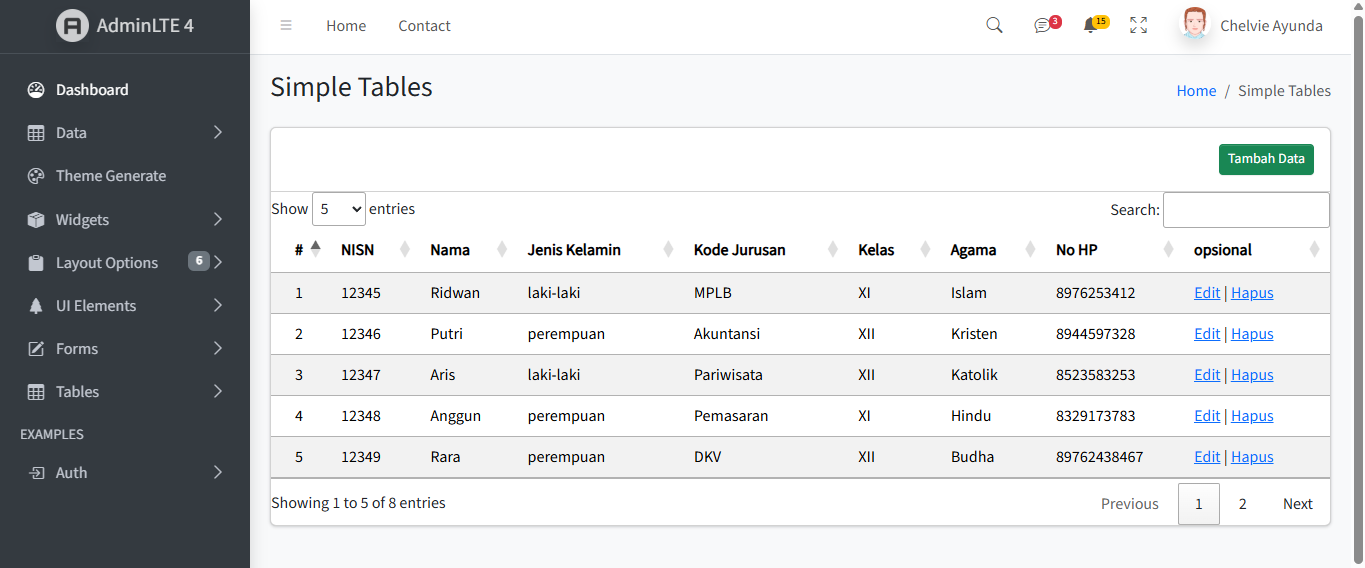 AdminLTE 4
Home Contact 3 15 Chelvie Ayunda
Dashboard
Data
Theme Generate
Widgets
Layout Options 6
UI Elements
Forms
Tables
EXAMPLES
Auth
Simple Tables
Home / Simple Tables
Tambah Data
Show 5 entries Search:
# NISN Nama Jenis Kelamin Kode Jurusan Kelas Agama No HP opsional
1 12345 Ridwan laki-laki MPLB XI Islam 8976253412 Edit | Hapus
2 12346 Putri perempuan Akuntansi XII Kristen 8944597328 Edit | Hapus
3 12347 Aris laki-laki Pariwisata XII Katolik 8523583253 Edit | Hapus
4 12348 Anggun perempuan Pemasaran XI Hindu 8329173783 Edit | Hapus
5 12349 Rara perempuan DKV XII Budha 89762438467 Edit | Hapus
Showing 1 to 5 of 8 entries Previous 1 2 Next